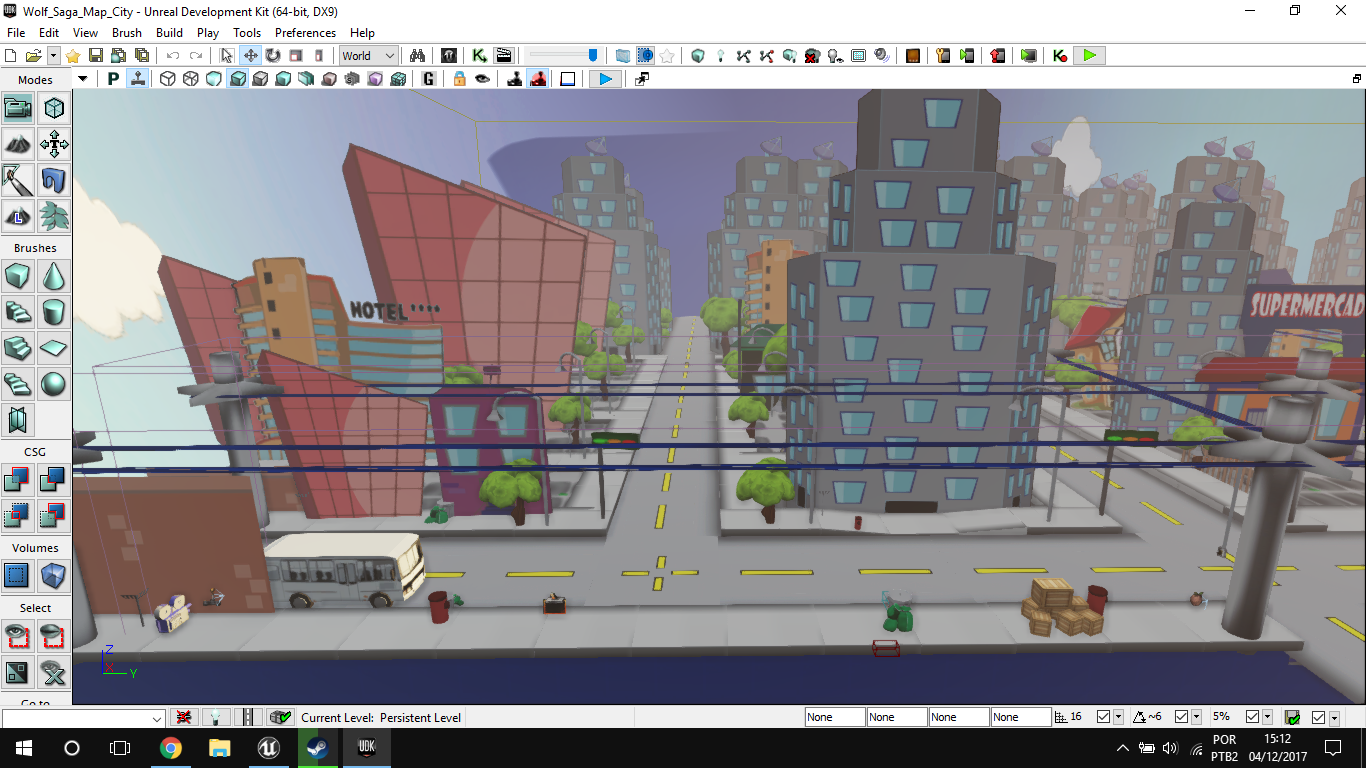 Wolf_Saga_Map_City - Unreal Development Kit (64-bit, DX9)
File Edit View Brush Build Play Tools Preferences Help
World
Modes
P
G
L
Brushes
HOTEL****
SUPERMERCAD
CSG
Volumes
Select
Z
X
Y
Go to
Current Level: Persistent Level
None None None None 16 ~6 5%
UDK
POR
PTB2
15:12
04/12/2017